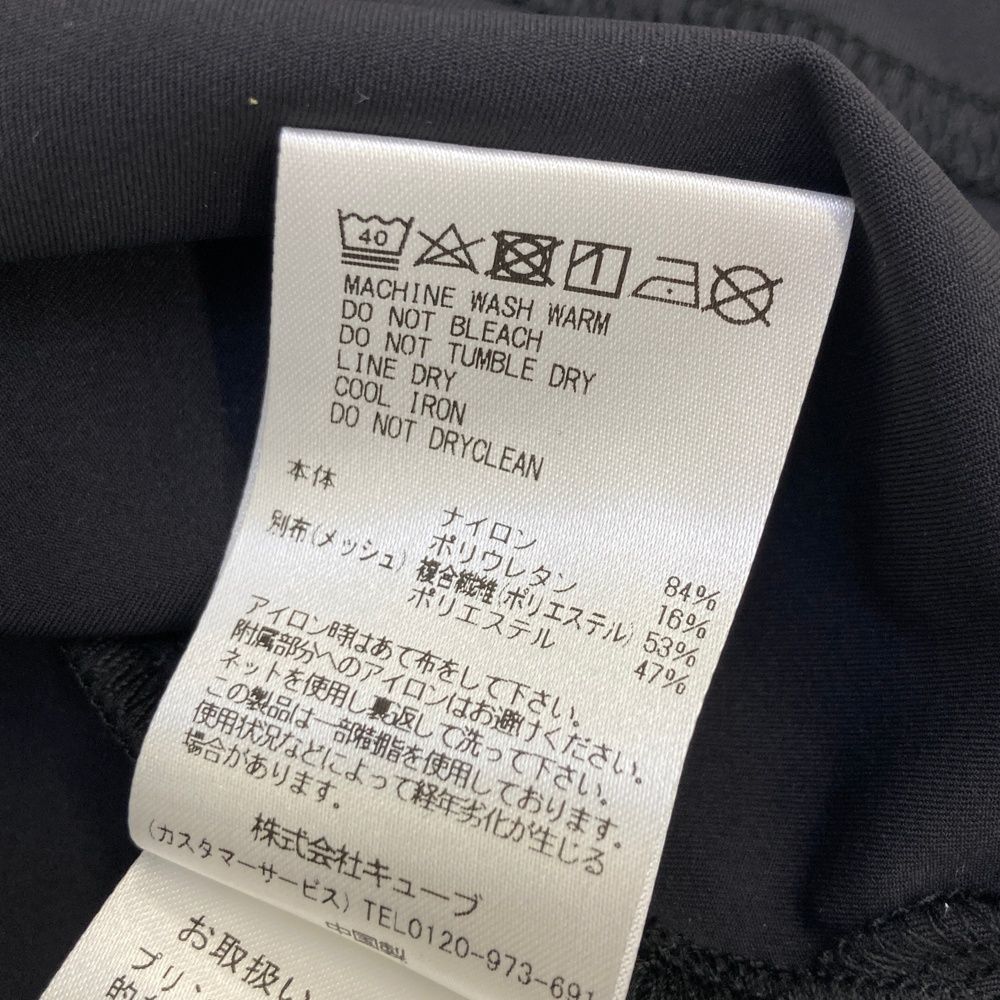 40
MACHINE WASH WARM
DO NOT BLEACH
DO NOT TUMBLE DRY
LINE DRY
COOL IRON
DO NOT DRYCLEAN
本体 ナイロン 84%
ポリウレタン 16%
別布(メッシュ) 複合繊維(ポリエステル) 53%
ポリエステル 47%
アイロン時はあて布をして下さい。
附属部分へのアイロンはお避けください。
ネットを使用し裏返して洗って下さい。
この製品は一部樹脂を使用しております。
使用状況などによって経年劣化が生じる
場合があります。
株式会社キューブ
(カスタマーサービス) TEL0120-973-691
中国製
お取扱い
プリ
的